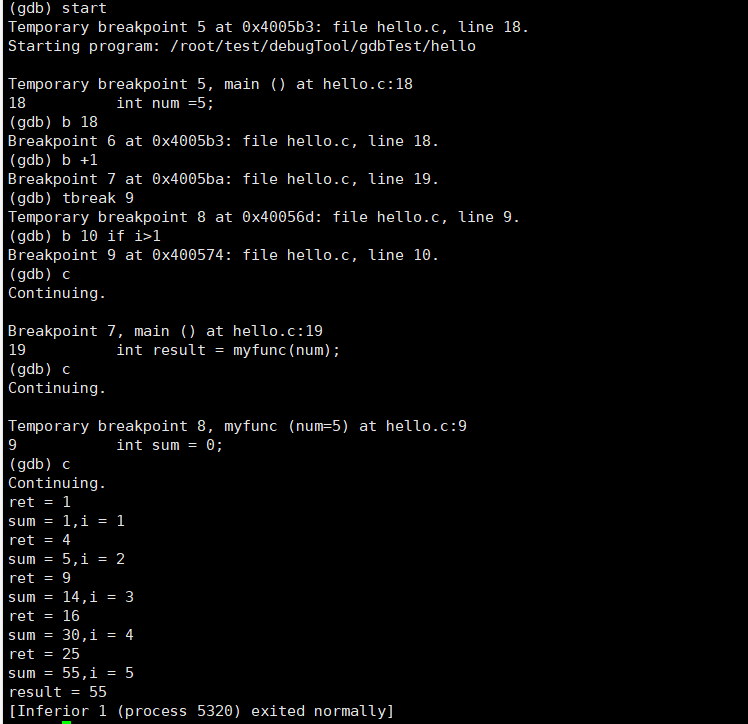 (gdb) start
Temporary breakpoint 5 at 0x4005b3: file hello.c, line 18.
Starting program: /root/test/debugTool/gdbTest/hello
Temporary breakpoint 5, main () at hello.c:18
18          int num =5;
(gdb) b 18
Breakpoint 6 at 0x4005b3: file hello.c, line 18.
(gdb) b +1
Breakpoint 7 at 0x4005ba: file hello.c, line 19.
(gdb) tbreak 9
Temporary breakpoint 8 at 0x40056d: file hello.c, line 9.
(gdb) b 10 if i>1
Breakpoint 9 at 0x400574: file hello.c, line 10.
(gdb) c
Continuing.
Breakpoint 7, main () at hello.c:19
19          int result = myfunc(num);
(gdb) c
Continuing.
Temporary breakpoint 8, myfunc (num=5) at hello.c:9
9           int sum = 0;
(gdb) c
Continuing.
ret = 1
sum = 1,i = 1
ret = 4
sum = 5,i = 2
ret = 9
sum = 14,i = 3
ret = 16
sum = 30,i = 4
ret = 25
sum = 55,i = 5
result = 55
[Inferior 1 (process 5320) exited normally]